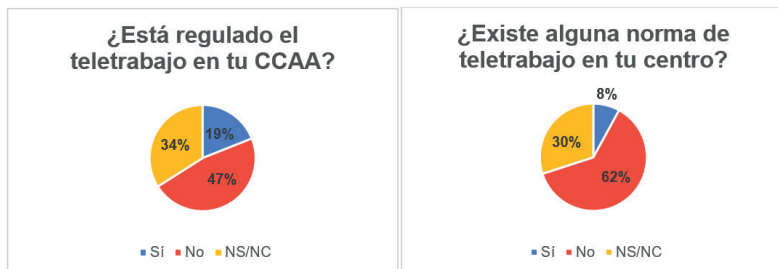 ¿Está regulado el
teletrabajo en tu CCAA?
19%
34%
47%
Sí No NS/NC
¿Existe alguna norma de
teletrabajo en tu centro?
8%
30%
62%
Sí No NS/NC